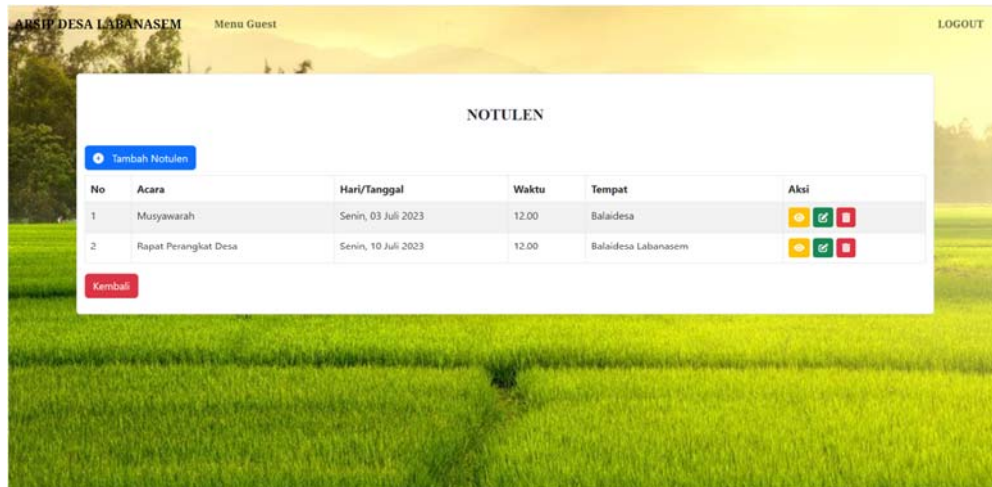 ARSIP DESA LABANASEM Menu Guest LOGOUT
NOTULEN
Tambah Notulen
No Acara Hari/Tanggal Waktu Tempat Aksi
1 Musyawarah Senin, 03 Juli 2023 12.00 Balaidesa
2 Rapat Perangkat Desa Senin, 10 Juli 2023 12.00 Balaidesa Labanasem
Kembali